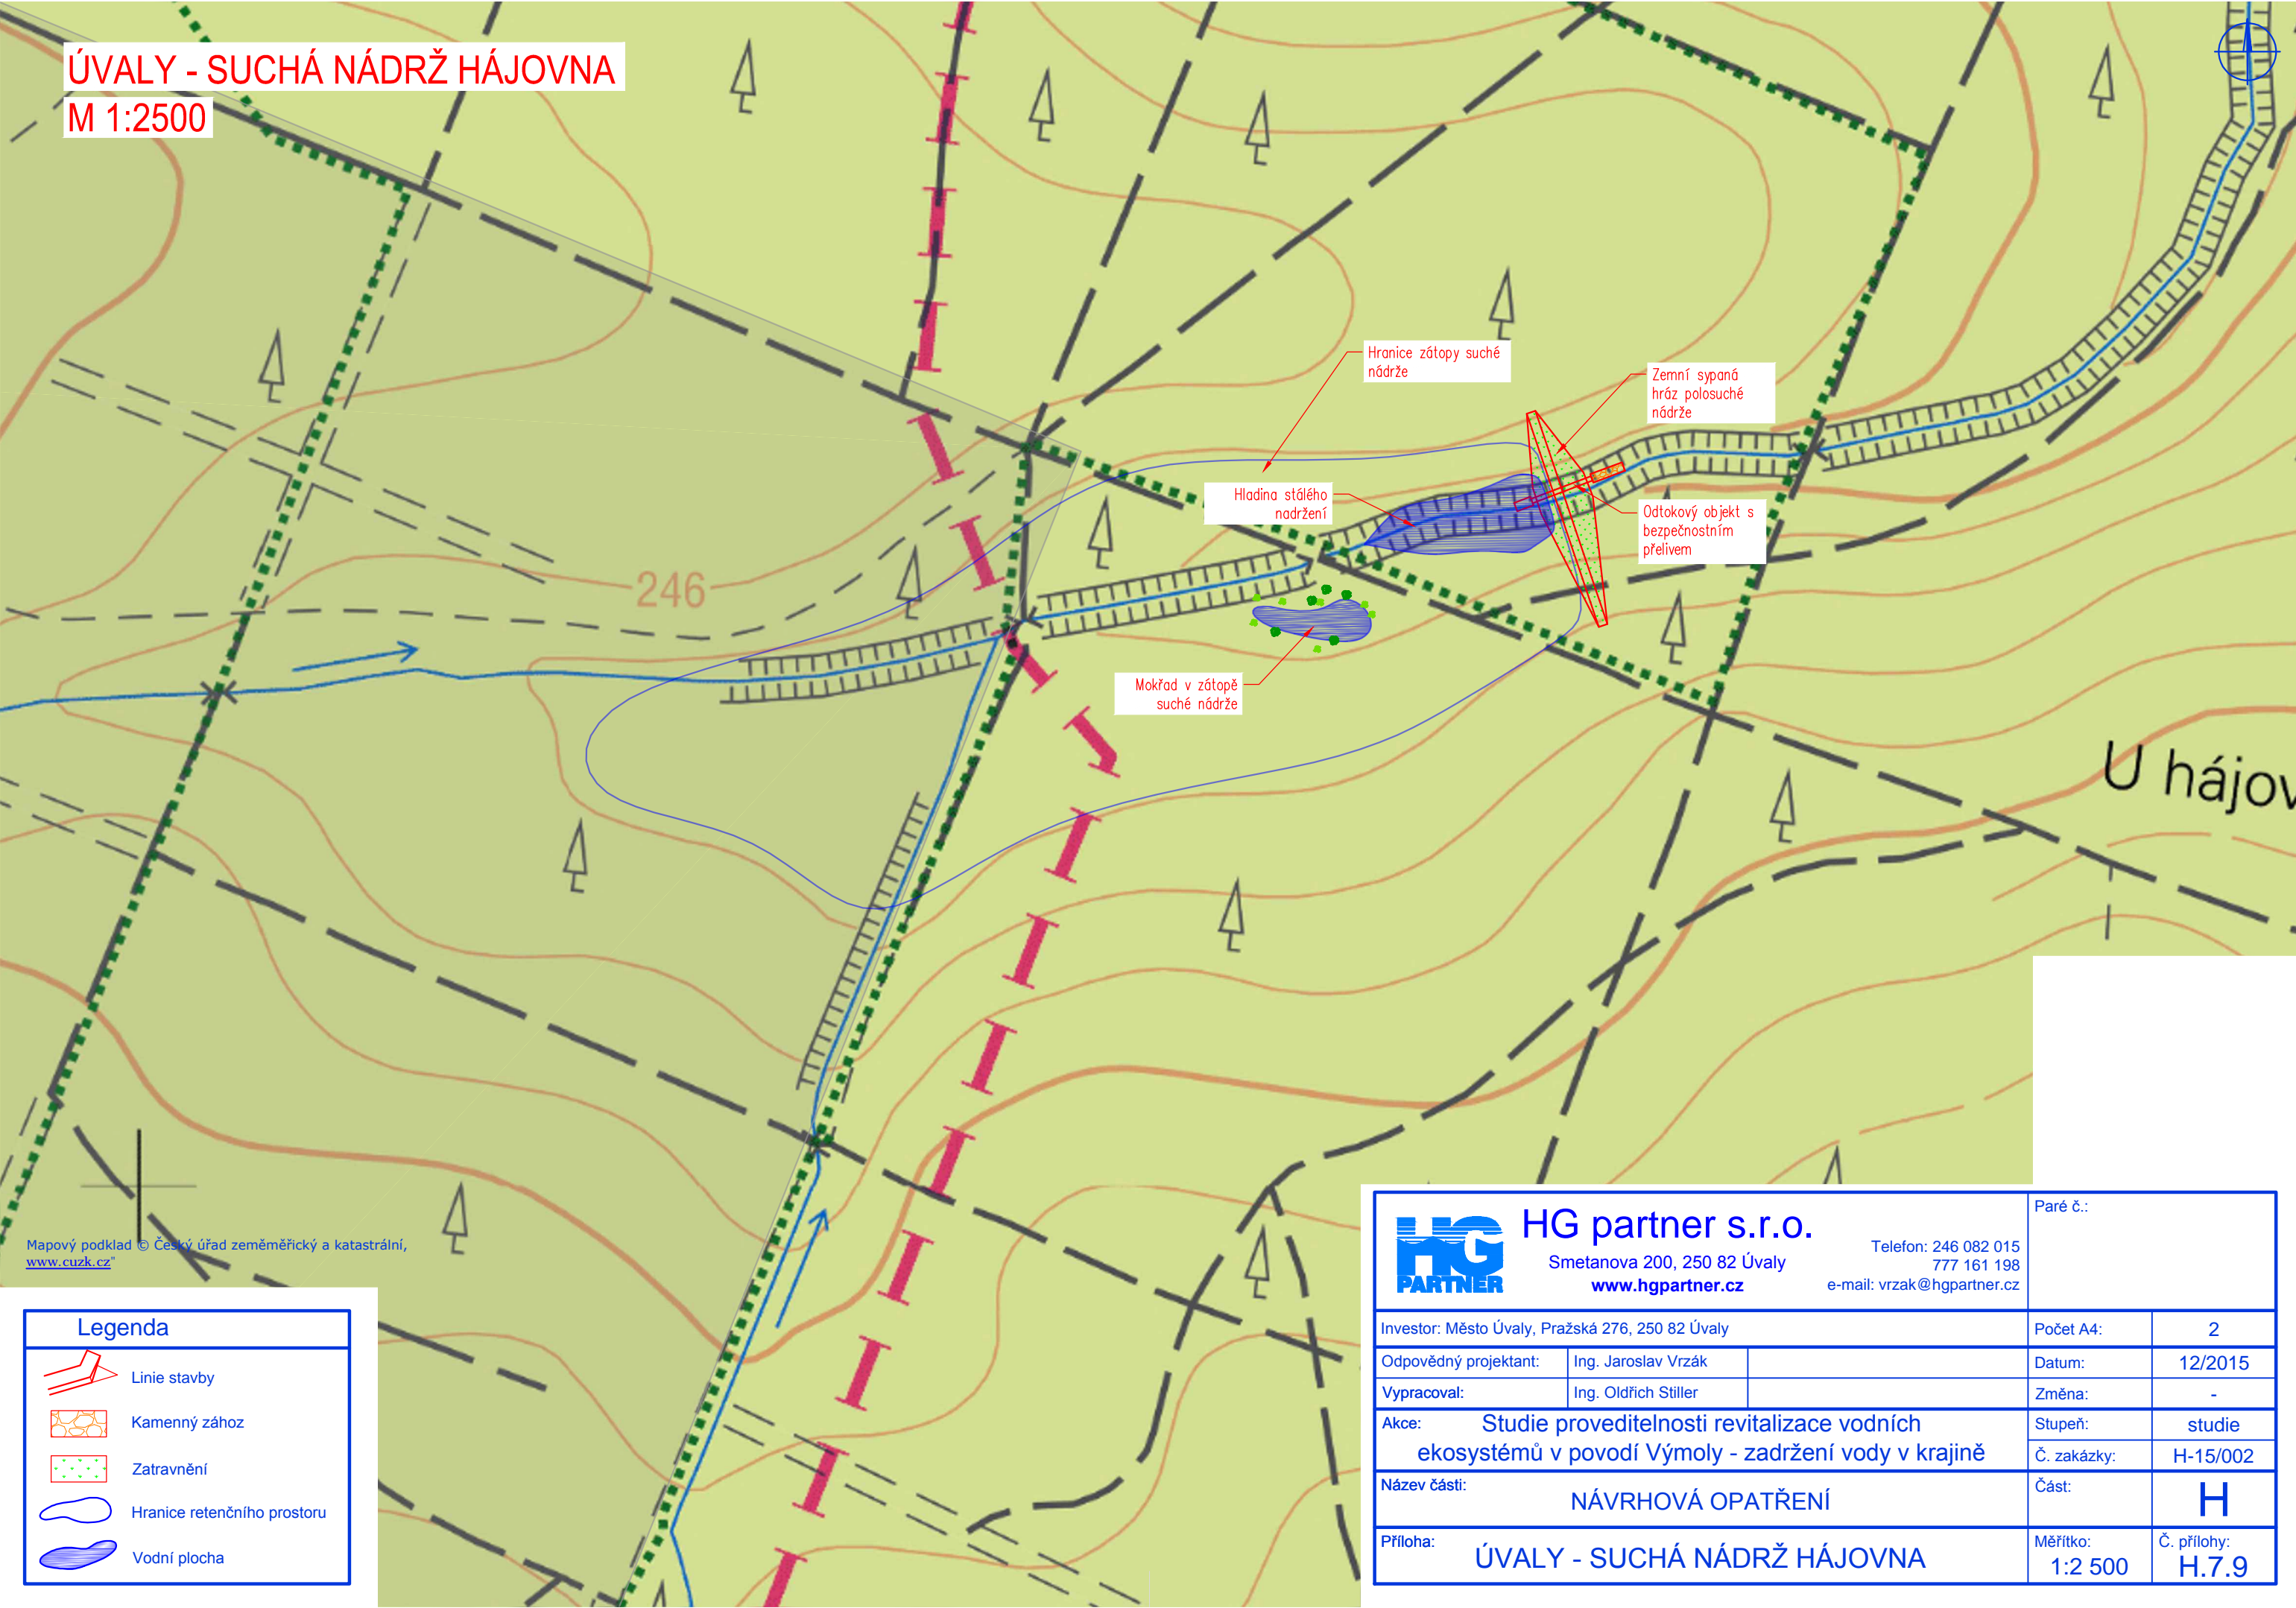 ÚVALY - SUCHÁ NÁDRŽ HÁJOVNA
M 1:2500
Hranice zátopy suché
nádrže
Zemní sypaná
hráz polosuché
nádrže
Hladina stálého
nadržení
Odtokový objekt s
bezpečnostním
přelivem
246
Mokřad v zátopě
suché nádrže
U hájov
Mapový podklad © Český úřad zeměměřický a katastrální,
www.cuzk.cz"
Legenda
Linie stavby
Kamenný zához
Zatravnění
Hranice retenčního prostoru
Vodní plocha
HG
PARTNER
HG partner s.r.o.
Smetanova 200, 250 82 Úvaly
www.hgpartner.cz
Telefon: 246 082 015
777 161 198
e-mail: vrzak@hgpartner.cz
Paré č.:
Investor: Město Úvaly, Pražská 276, 250 82 Úvaly
Počet A4: 2
Odpovědný projektant: Ing. Jaroslav Vrzák
Datum: 12/2015
Vypracoval: Ing. Oldřich Stiller
Změna: -
Akce: Studie proveditelnosti revitalizace vodních
ekosystémů v povodí Výmoly - zadržení vody v krajině
Stupeň: studie
Č. zakázky: H-15/002
Název části:
NÁVRHOVÁ OPATŘENÍ
Část: H
Příloha:
ÚVALY - SUCHÁ NÁDRŽ HÁJOVNA
Měřítko:
1:2 500
Č. přílohy:
H.7.9